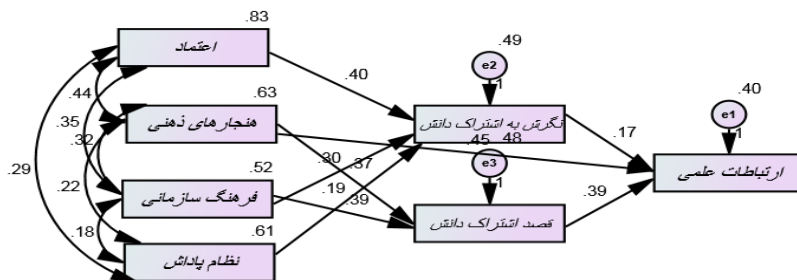 .83
اعتماد
.49
e2
1
.40
.44
.63
هنجارهای ذهنی
نگرش به اشتراک دانش
.17
.40
e1
1
.35
.32
.45
.48
e3
1
.29
.52
.30
.37
ارتباطات علمی
فرهنگ سازمانی
.22
.19
.39
.39
قصد اشتراک دانش
.18
.61
نظام پاداش